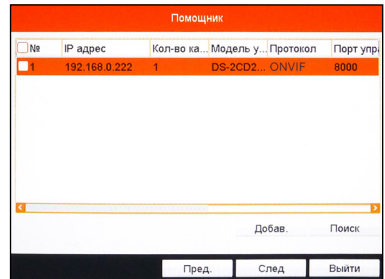 Помощник
№ IP адрес Кол-во ка... Модель у... Протокол Порт упра
1 192.168.0.222 1 DS-2CD2... ONVIF 8000
Добав. Поиск
Пред. След Выйти